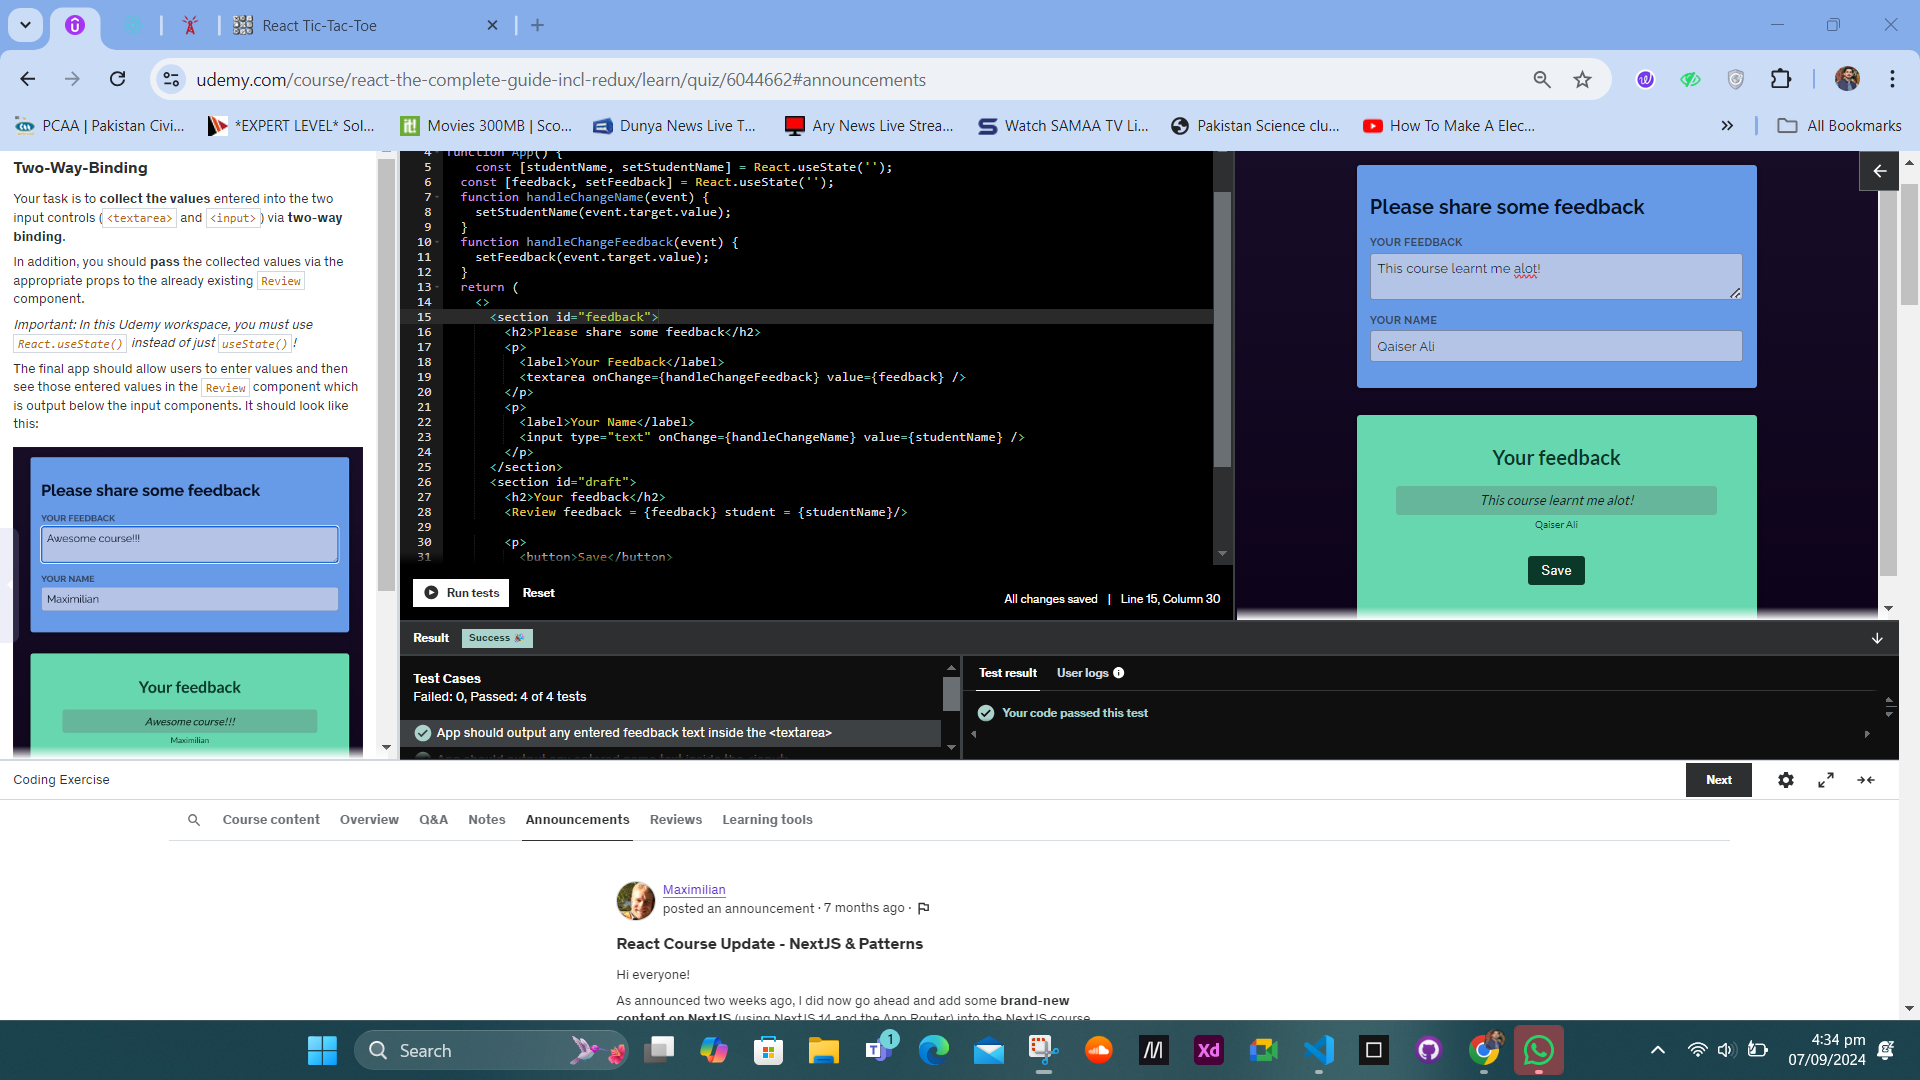 React Tic-Tac-Toe
udemy.com/course/react-the-complete-guide-incl-redux/learn/quiz/6044662#announcements
PCAA | Pakistan Civi...
*EXPERT LEVEL* Sol...
Movies 300MB | Sco...
Dunya News Live T...
Ary News Live Strea...
Watch SAMAA TV Li...
Pakistan Science clu...
How To Make A Elec...
All Bookmarks
Two-Way-Binding
Your task is to collect the values entered into the two
input controls ( <textarea> and <input> ) via two-way
binding.
In addition, you should pass the collected values via the
appropriate props to the already existing Review
component.
Important: In this Udemy workspace, you must use
React.useState() instead of just useState() !
The final app should allow users to enter values and then
see those entered values in the Review component which
is output below the input components. It should look like
this:
Please share some feedback
YOUR FEEDBACK
Awesome course!!!
YOUR NAME
Maximilian
Your feedback
Awesome course!!!
Maximilian
4 function App() {
5 const [studentName, setStudentName] = React.useState('');
6 const [feedback, setFeedback] = React.useState('');
7 function handleChangeName(event) {
8 setStudentName(event.target.value);
9 }
10 function handleChangeFeedback(event) {
11 setFeedback(event.target.value);
12 }
13 return (
14 <>
15 <section id="feedback">
16 <h2>Please share some feedback</h2>
17 <p>
18 <label>Your Feedback</label>
19 <textarea onChange={handleChangeFeedback} value={feedback} />
20 </p>
21 <p>
22 <label>Your Name</label>
23 <input type="text" onChange={handleChangeName} value={studentName} />
24 </p>
25 </section>
26 <section id="draft">
27 <h2>Your feedback</h2>
28 <Review feedback = {feedback} student = {studentName}/>
29
30 <p>
31 <button>Save</button>
Run tests
Reset
All changes saved | Line 15, Column 30
Please share some feedback
YOUR FEEDBACK
This course learnt me alot!
YOUR NAME
Qaiser Ali
Your feedback
This course learnt me alot!
Qaiser Ali
Save
Result
Success
Test Cases
Failed: 0, Passed: 4 of 4 tests
App should output any entered feedback text inside the <textarea>
Test result
User logs
Your code passed this test
Coding Exercise
Next
Course content
Overview
Q&A
Notes
Announcements
Reviews
Learning tools
Maximilian
posted an announcement · 7 months ago ·
React Course Update - NextJS & Patterns
Hi everyone!
As announced two weeks ago, I did now go ahead and add some brand-new
content on NextJS (using NextJS 14 and the App Router) into the NextJS course
Search
1
Xd
4:34 pm
07/09/2024